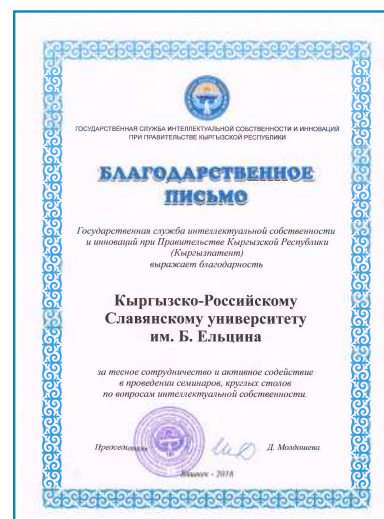 ГОСУДАРСТВЕННАЯ СЛУЖБА ИНТЕЛЛЕКТУАЛЬНОЙ СОБСТВЕННОСТИ И ИННОВАЦИЙ
ПРИ ПРАВИТЕЛЬСТВЕ КЫРГЫЗСКОЙ РЕСПУБЛИКИ
БЛАГОДАРСТВЕННОЕ
ПИСЬМО
Государственная служба интеллектуальной собственности
и инноваций при Правительстве Кыргызской Республики
(Кыргызпатент)
выражает благодарность
Кыргызско-Российскому
Славянскому университету
им. Б. Ельцина
за тесное сотрудничество и активное содействие
в проведении семинаров, круглых столов
по вопросам интеллектуальной собственности.
Председатель Д. Молдошева
Бишкек - 2018